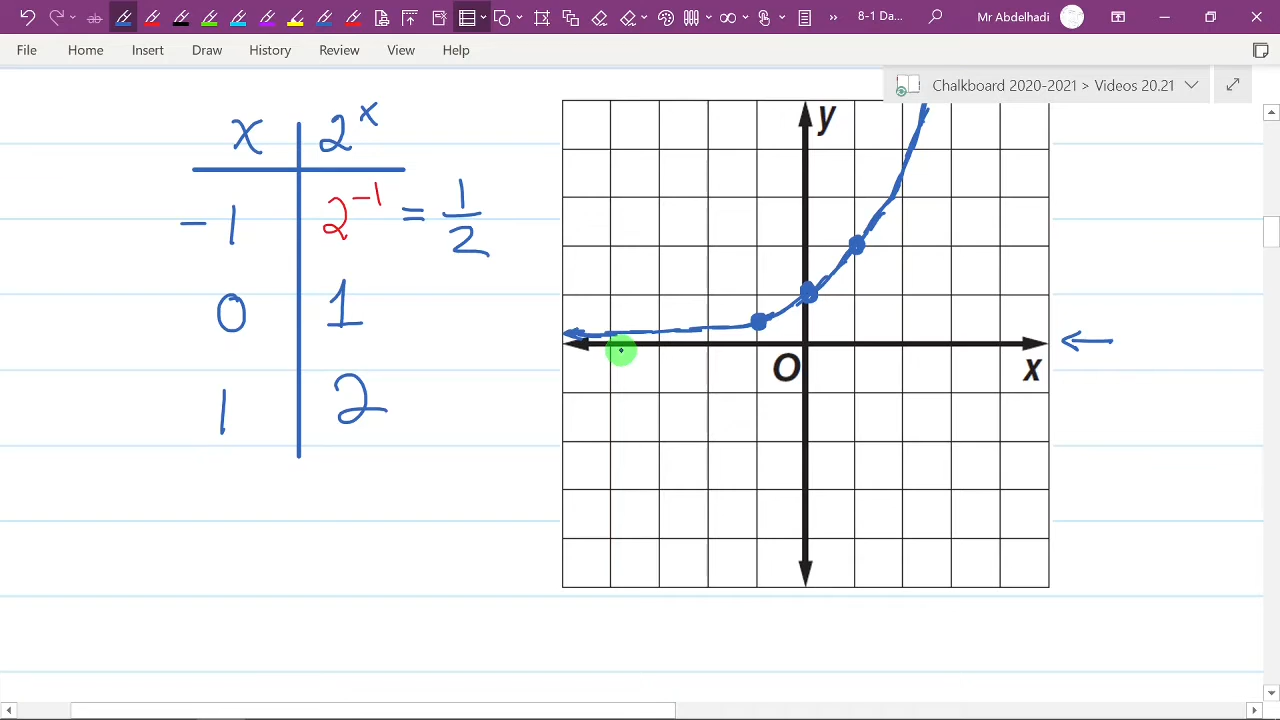 8-1 Da...
Mr Abdelhadi
File Home Insert Draw History Review View Help
Chalkboard 2020-2021 > Videos 20.21
x 2^x
-1 2^-1 = 1/2
0 1
1 2
y
O
x